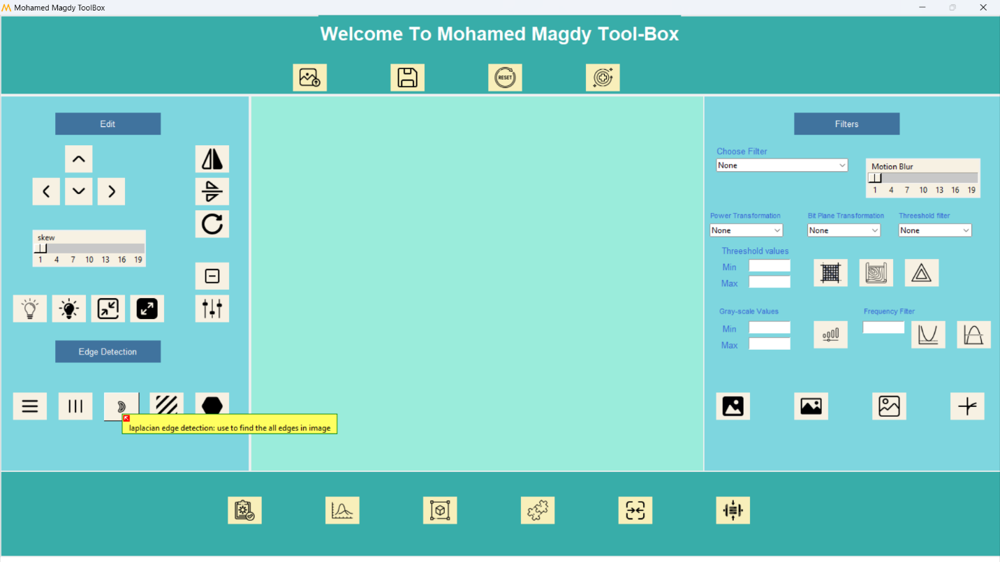 Mohamed Magdy ToolBox
Welcome To Mohamed Magdy Tool-Box
RESET
Edit
skew
1 4 7 10 13 16 19
Edge Detection
laplacian edge detection: use to find the all edges in image
Filters
Choose Filter
None
Motion Blur
1 4 7 10 13 16 19
Power Transformation
Bit Plane Transformation
Threeshold filter
None
None
None
Threeshold values
Min
Max
Gray-scale Values
Min
Max
Frequency Filter